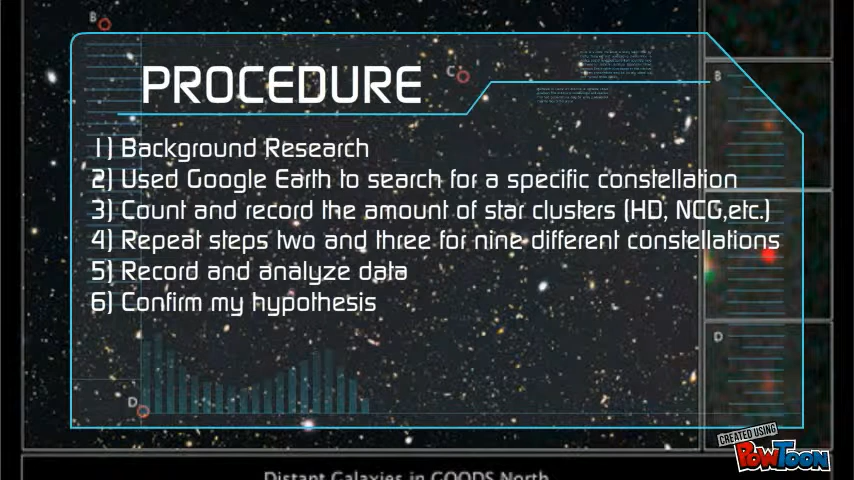 B
C
B
PROCEDURE
1) Background Research
2) Used Google Earth to search for a specific constellation
3) Count and record the amount of star clusters (HD, NCG,etc.)
4) Repeat steps two and three for nine different constellations
5) Record and analyze data
6) Confirm my hypothesis
D
D
CREATED USING
POWTOON
Distant Galaxies in GOODS North